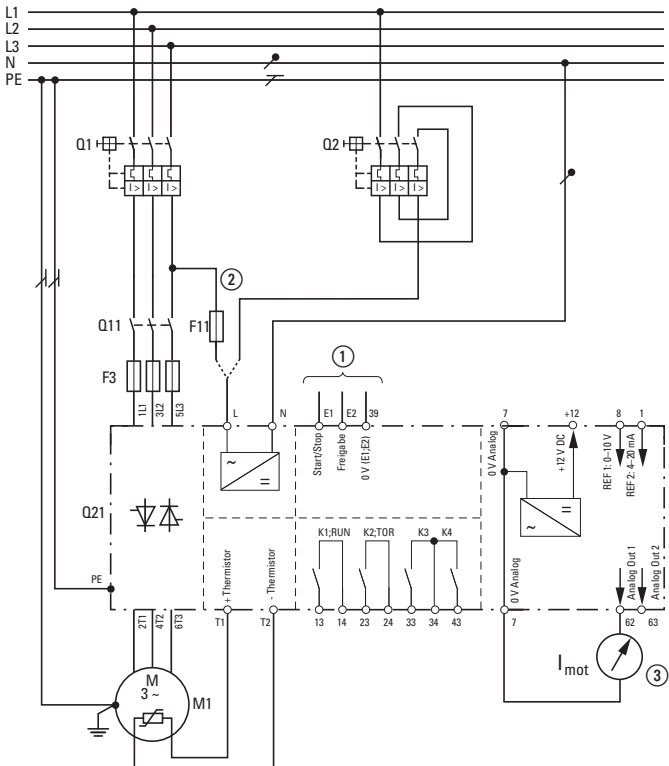 L1
L2
L3
N
PE
Q1
I > I > I >
Q2
I > I > I >
2
Q11
F11
F3
1
1L1
3L2
5L3
L
N
E1
E2
39
7
+12
8
1
Start/Stop
Freigabe
0 V (E1;E2)
0 V Analog
+12 V DC
REF 1: 0–10 V
REF 2: 4–20 mA
~
=
=
~
Q21
PE
+ Thermistor
- Thermistor
K1;RUN
K2;TOR
K3
K4
0 V Analog
Analog Out 1
Analog Out 2
2T1
4T2
6T3
T1
T2
13
14
23
24
33
34
43
7
62
63
M
3 ~
M1
Imot
3